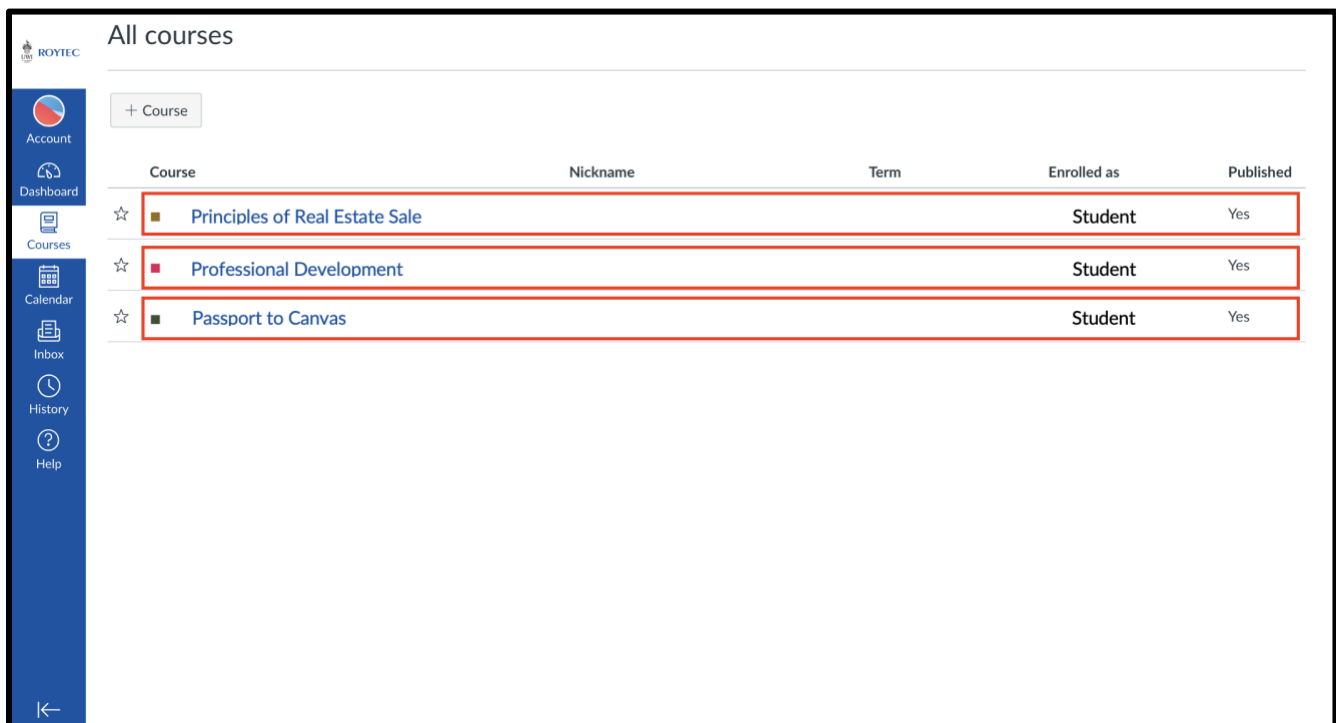 All courses
UWI ROYTEC
+ Course
Account
Dashboard
Courses
Calendar
Inbox
History
Help
Course Nickname Term Enrolled as Published
Principles of Real Estate Sale Student Yes
Professional Development Student Yes
Passport to Canvas Student Yes